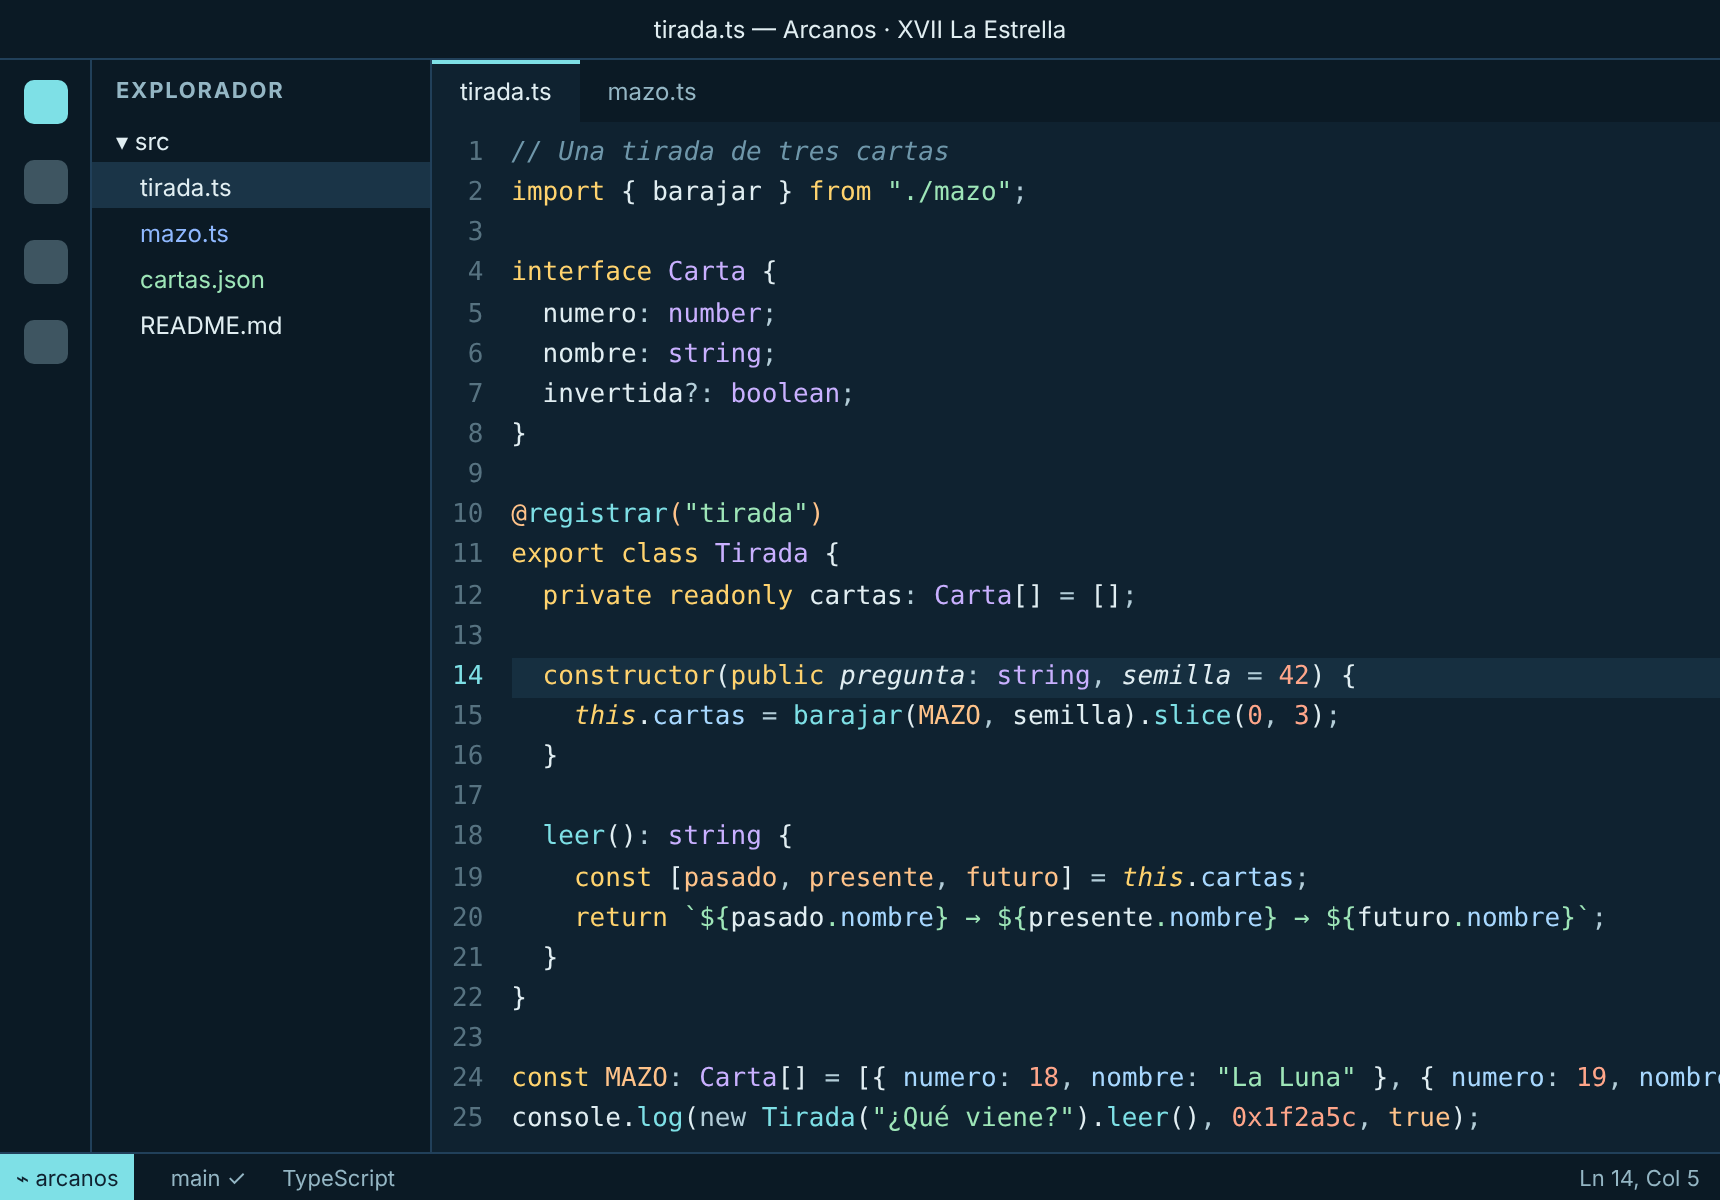 tirada.ts — Arcanos · XVII La Estrella
EXPLORADOR
▾ src
tirada.ts
mazo.ts
cartas.json
README.md
tirada.ts mazo.ts
1 // Una tirada de tres cartas
2 import { barajar } from "./mazo";
3
4 interface Carta {
5   numero: number;
6   nombre: string;
7   invertida?: boolean;
8 }
9
10 @registrar("tirada")
11 export class Tirada {
12   private readonly cartas: Carta[] = [];
13
14   constructor(public pregunta: string, semilla = 42) {
15     this.cartas = barajar(MAZO, semilla).slice(0, 3);
16   }
17
18   leer(): string {
19     const [pasado, presente, futuro] = this.cartas;
20     return `${pasado.nombre} → ${presente.nombre} → ${futuro.nombre}`;
21   }
22 }
23
24 const MAZO: Carta[] = [{ numero: 18, nombre: "La Luna" }, { numero: 19, nombr
25 console.log(new Tirada("¿Qué viene?").leer(), 0x1f2a5c, true);
⌁ arcanos main ✓ TypeScript Ln 14, Col 5